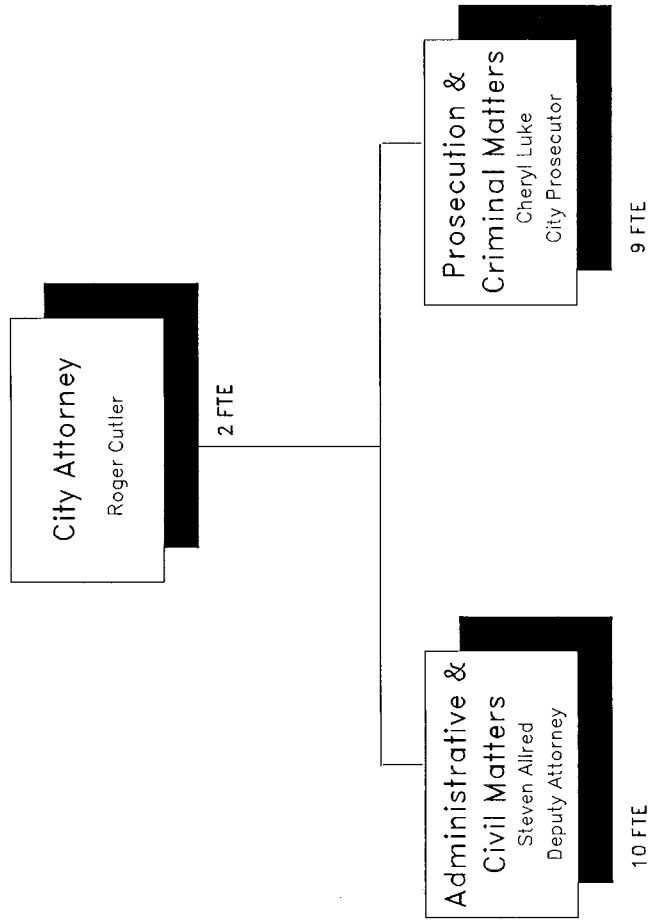 City Attorney
Roger Cutler
2 FTE
Administrative &
Civil Matters
Steven Allred
Deputy Attorney
10 FTE
Prosecution &
Criminal Matters
Cheryl Luke
City Prosecutor
9 FTE